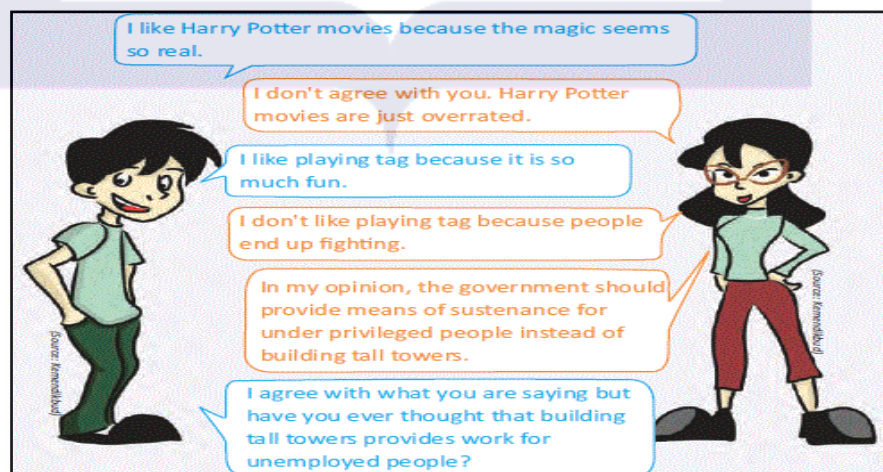 I like Harry Potter movies because the magic seems
so real.
I don't agree with you. Harry Potter
movies are just overrated.
I like playing tag because it is so
much fun.
I don't like playing tag because people
end up fighting.
In my opinion, the government should
provide means of sustenance for
under privileged people instead of
building tall towers.
I agree with what you are saying but
have you ever thought that building
tall towers provides work for
unemployed people?
(Source: Kemendikbud)
(Source: Kemendikbud)